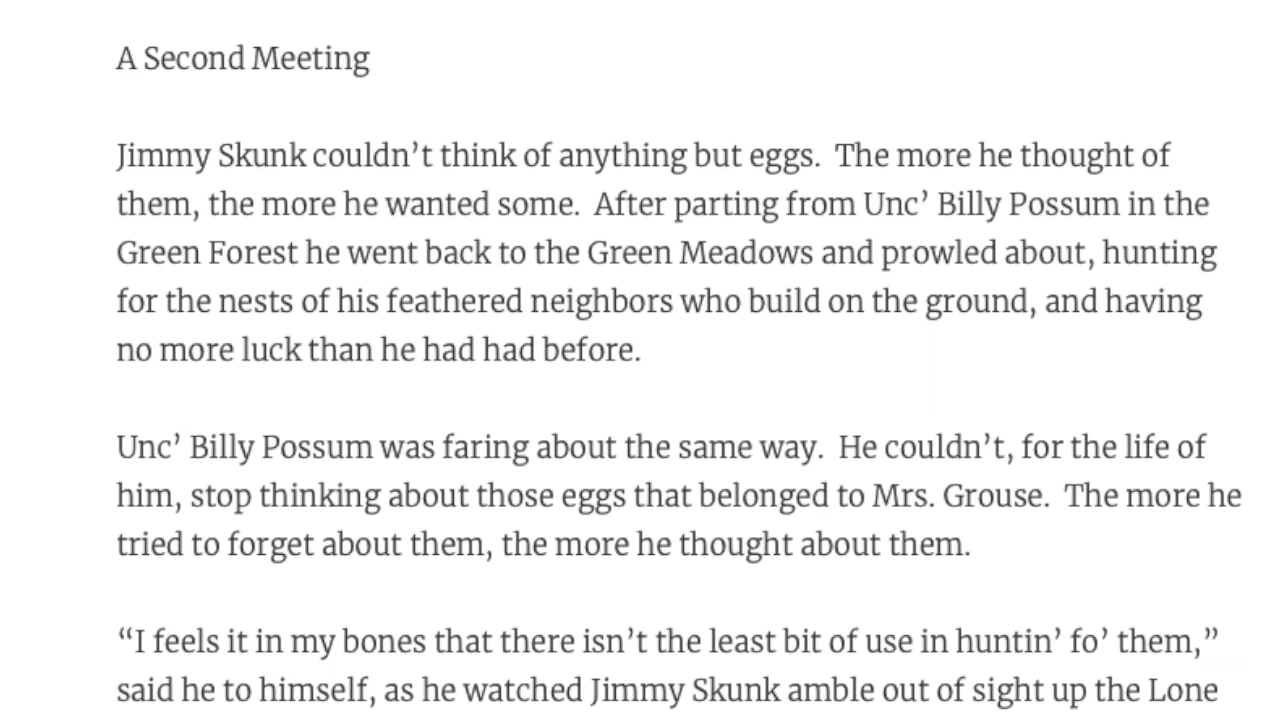 A Second Meeting
Jimmy Skunk couldn’t think of anything but eggs.  The more he thought of
them, the more he wanted some.  After parting from Unc’ Billy Possum in the
Green Forest he went back to the Green Meadows and prowled about, hunting
for the nests of his feathered neighbors who build on the ground, and having
no more luck than he had had before.
Unc’ Billy Possum was faring about the same way.  He couldn’t, for the life of
him, stop thinking about those eggs that belonged to Mrs. Grouse.  The more he
tried to forget about them, the more he thought about them.
“I feels it in my bones that there isn’t the least bit of use in huntin’ fo’ them,”
said he to himself, as he watched Jimmy Skunk amble out of sight up the Lone